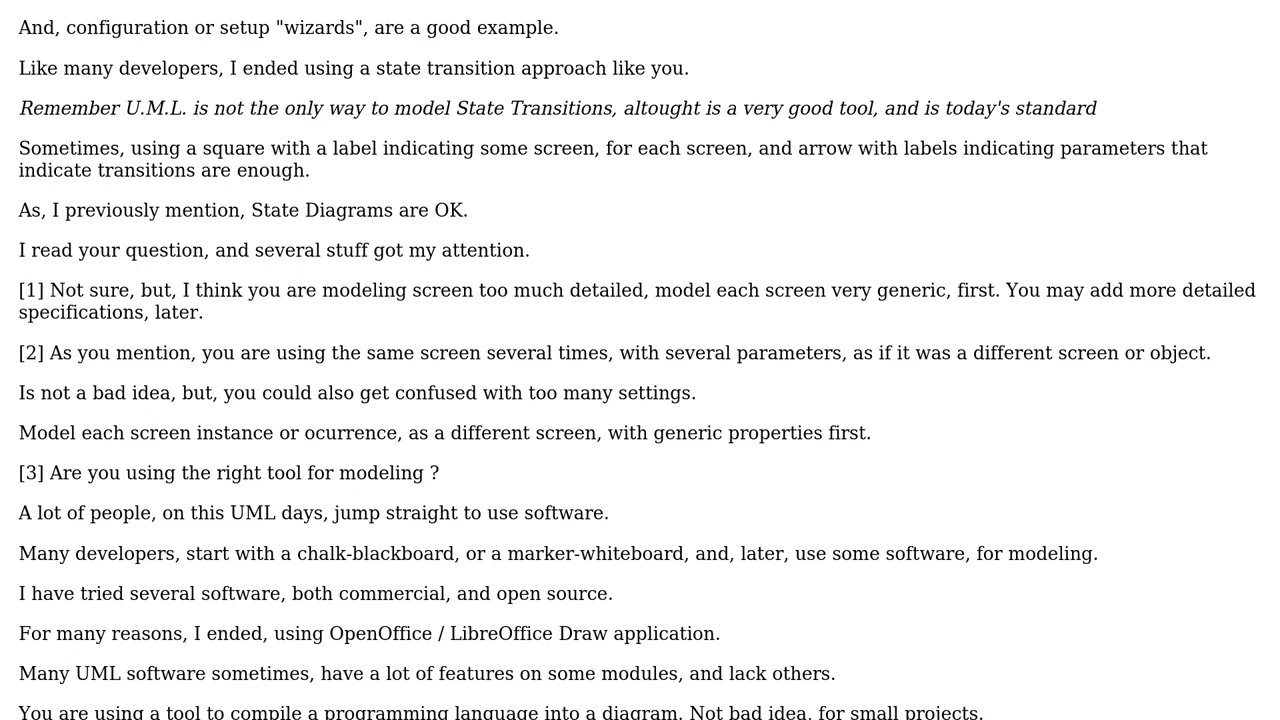 And, configuration or setup "wizards", are a good example.
Like many developers, I ended using a state transition approach like you.
Remember U.M.L. is not the only way to model State Transitions, altought is a very good tool, and is today's standard
Sometimes, using a square with a label indicating some screen, for each screen, and arrow with labels indicating parameters that
indicate transitions are enough.
As, I previously mention, State Diagrams are OK.
I read your question, and several stuff got my attention.
[1] Not sure, but, I think you are modeling screen too much detailed, model each screen very generic, first. You may add more detailed
specifications, later.
[2] As you mention, you are using the same screen several times, with several parameters, as if it was a different screen or object.
Is not a bad idea, but, you could also get confused with too many settings.
Model each screen instance or ocurrence, as a different screen, with generic properties first.
[3] Are you using the right tool for modeling ?
A lot of people, on this UML days, jump straight to use software.
Many developers, start with a chalk-blackboard, or a marker-whiteboard, and, later, use some software, for modeling.
I have tried several software, both commercial, and open source.
For many reasons, I ended, using OpenOffice / LibreOffice Draw application.
Many UML software sometimes, have a lot of features on some modules, and lack others.
You are using a tool to compile a programming language into a diagram. Not bad idea, for small projects.